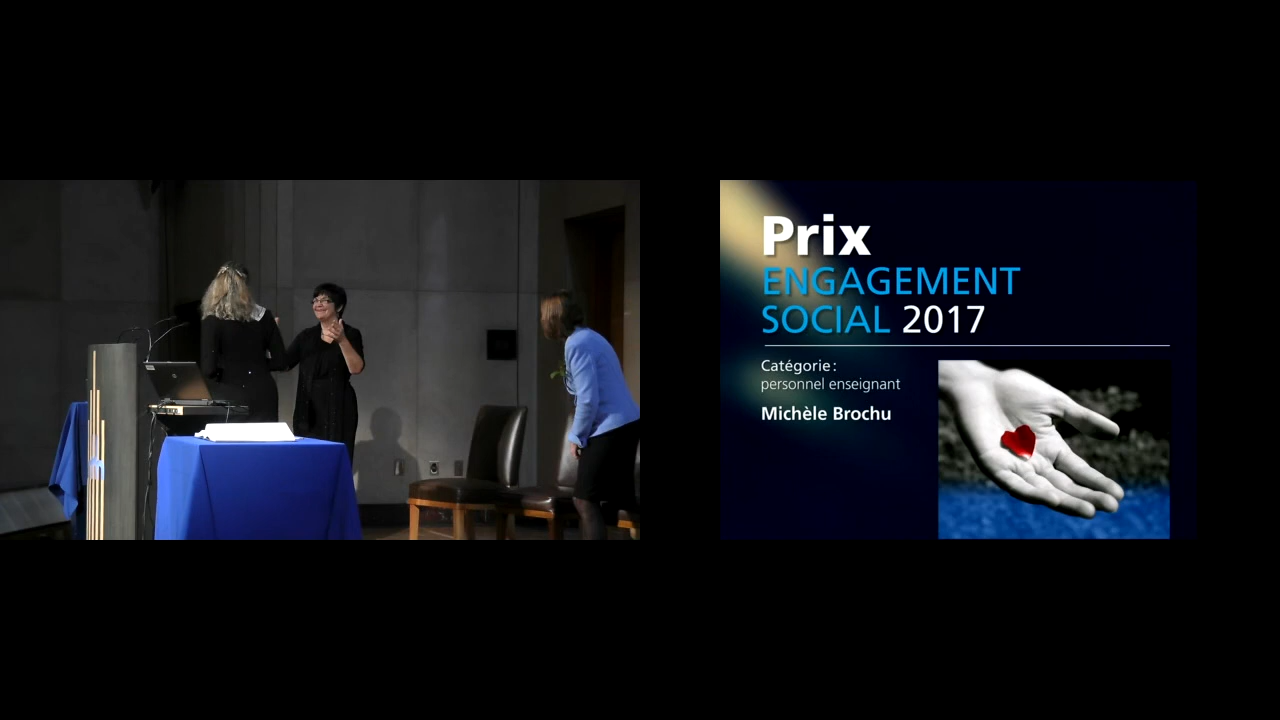 Prix
ENGAGEMENT
SOCIAL 2017
Catégorie :
personnel enseignant
Michèle Brochu